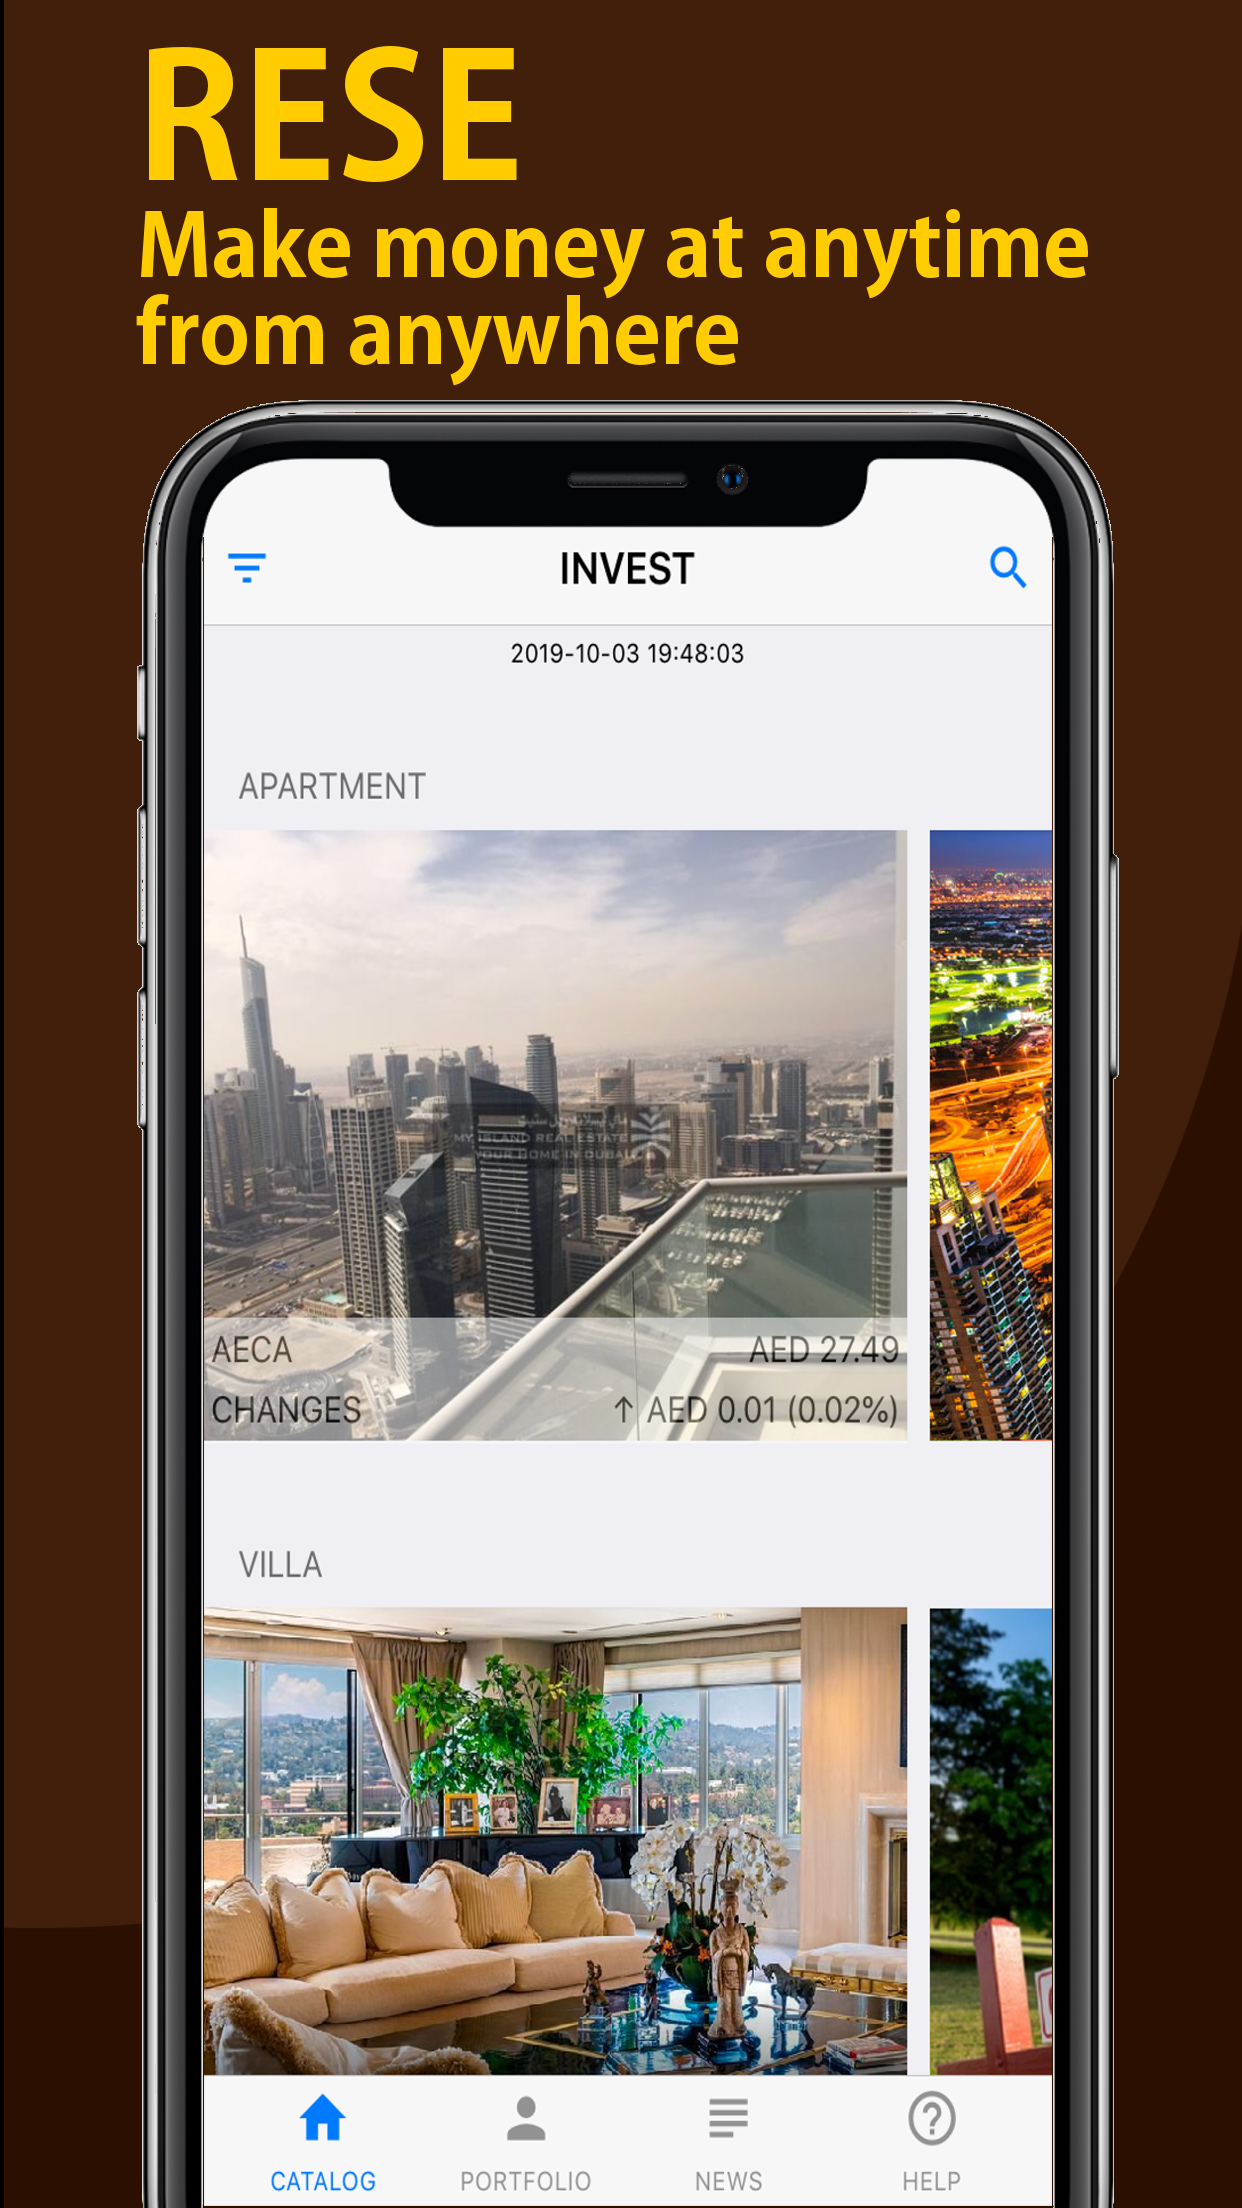 RESE
Make money at anytime
from anywhere
INVEST
2019-10-03 19:48:03
APARTMENT
MY ISLAND REAL ESTATE
YOUR HOME IN DUBAI
AECA AED 27.49
CHANGES ↑ AED 0.01 (0.02%)
VILLA
CATALOG PORTFOLIO NEWS HELP